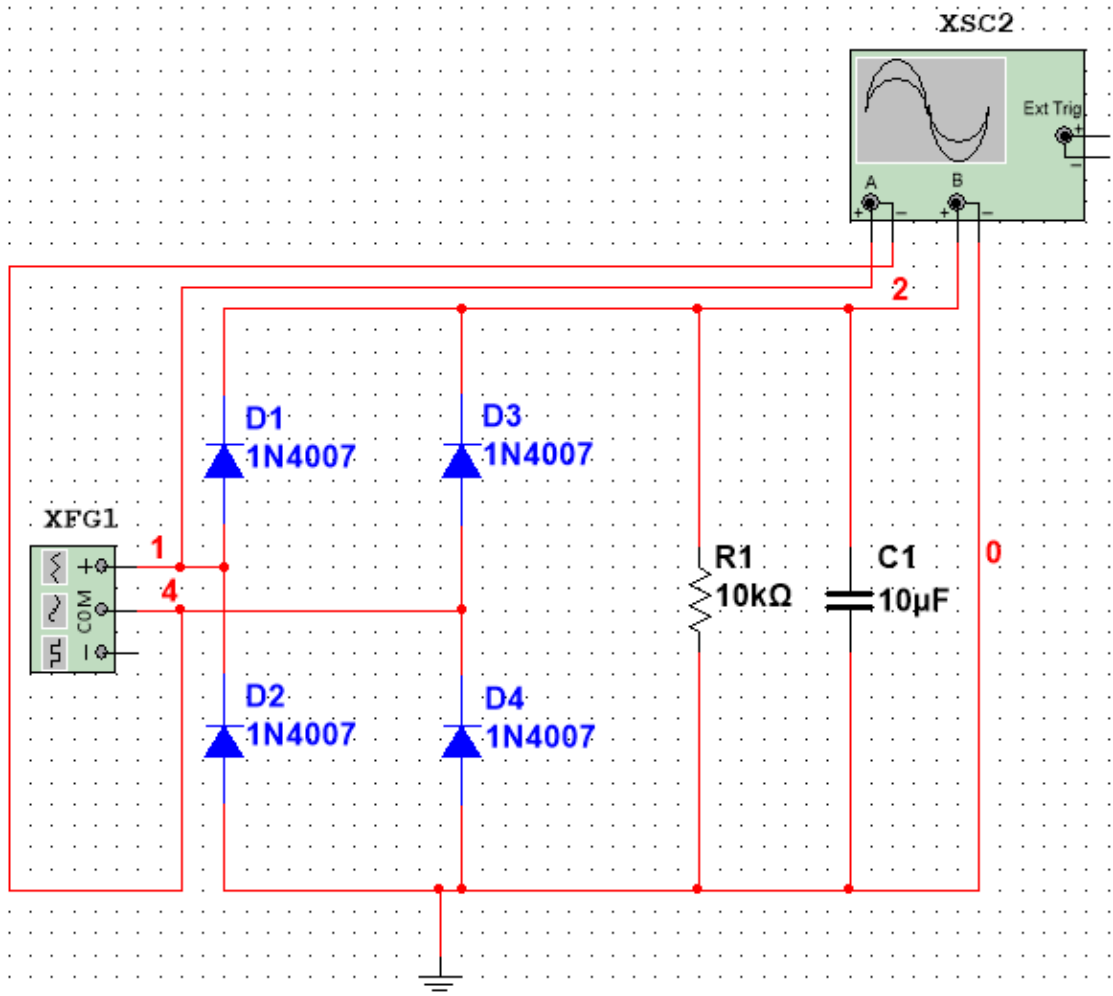 XSC2
Ext Trig
+
−
A
B
+ − + −
2
D1
1N4007
D3
1N4007
XFG1
+
COM
−
1
4
R1
10kΩ
C1
10µF
0
D2
1N4007
D4
1N4007